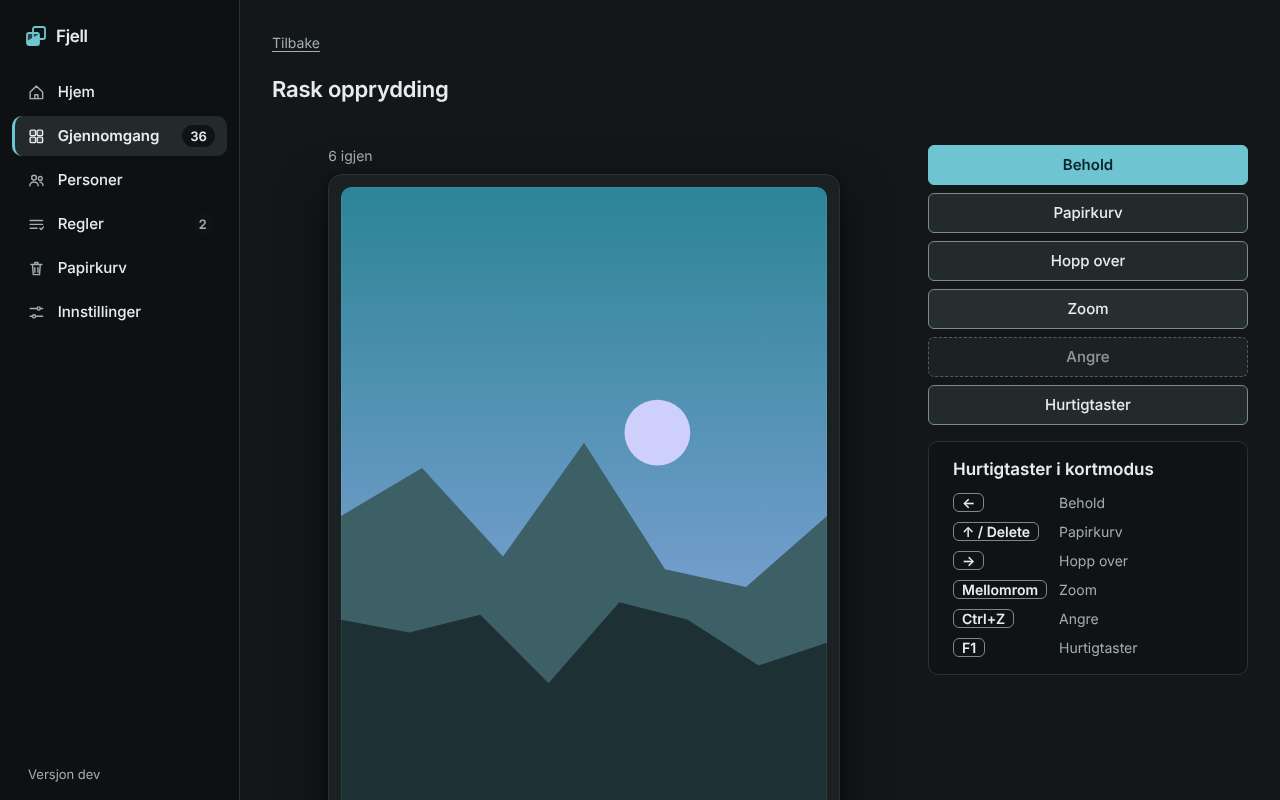 Fjell
Hjem
Gjennomgang 36
Personer
Regler 2
Papirkurv
Innstillinger
Versjon dev
Tilbake
Rask opprydding
6 igjen
Behold
Papirkurv
Hopp over
Zoom
Angre
Hurtigtaster
Hurtigtaster i kortmodus
← Behold
↑ / Delete Papirkurv
→ Hopp over
Mellomrom Zoom
Ctrl+Z Angre
F1 Hurtigtaster